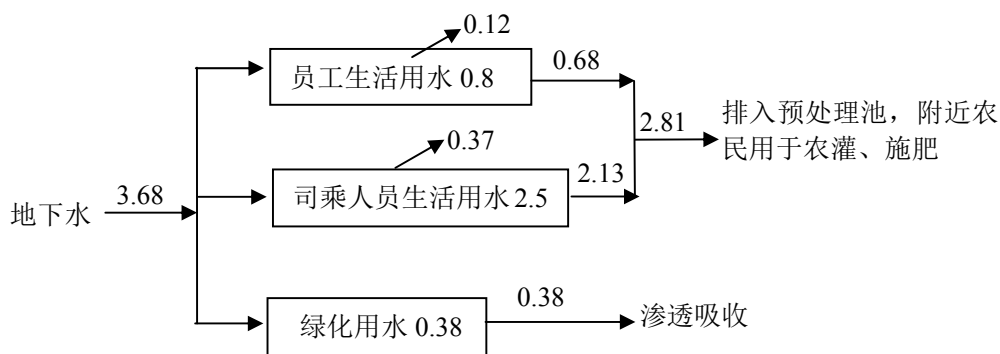 0.12
员工生活用水 0.8
0.68
0.37
司乘人员生活用水 2.5
2.13
2.81
排入预处理池，附近农
民用于农灌、施肥
地下水
3.68
绿化用水 0.38
0.38
渗透吸收